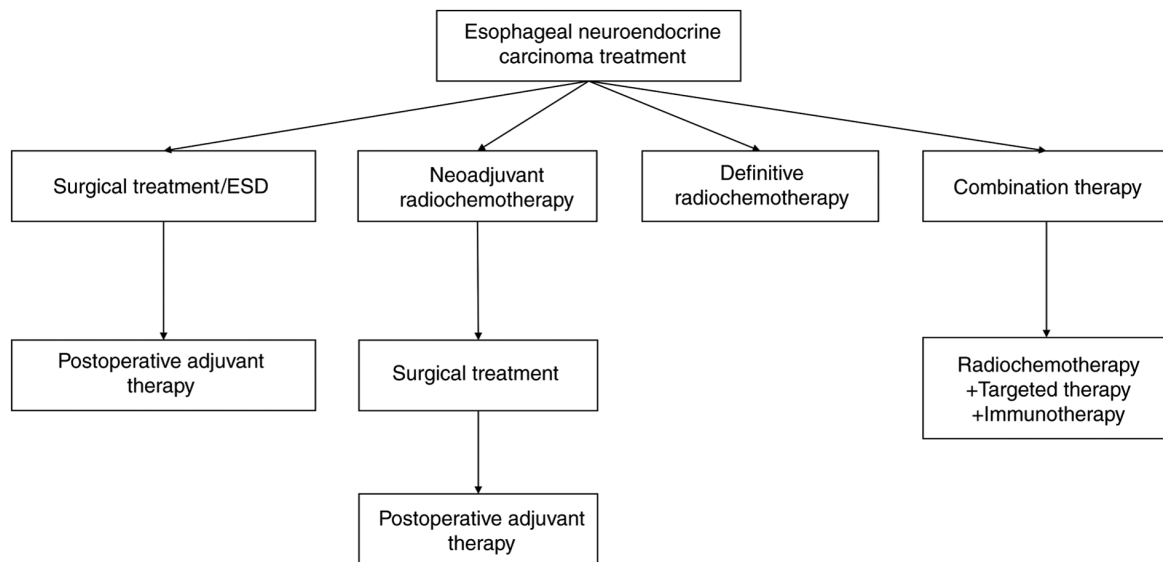 Esophageal neuroendocrine
carcinoma treatment
Surgical treatment/ESD
Neoadjuvant
radiochemotherapy
Definitive
radiochemotherapy
Combination therapy
Postoperative adjuvant
therapy
Surgical treatment
Radiochemotherapy
+Targeted therapy
+Immunotherapy
Postoperative adjuvant
therapy